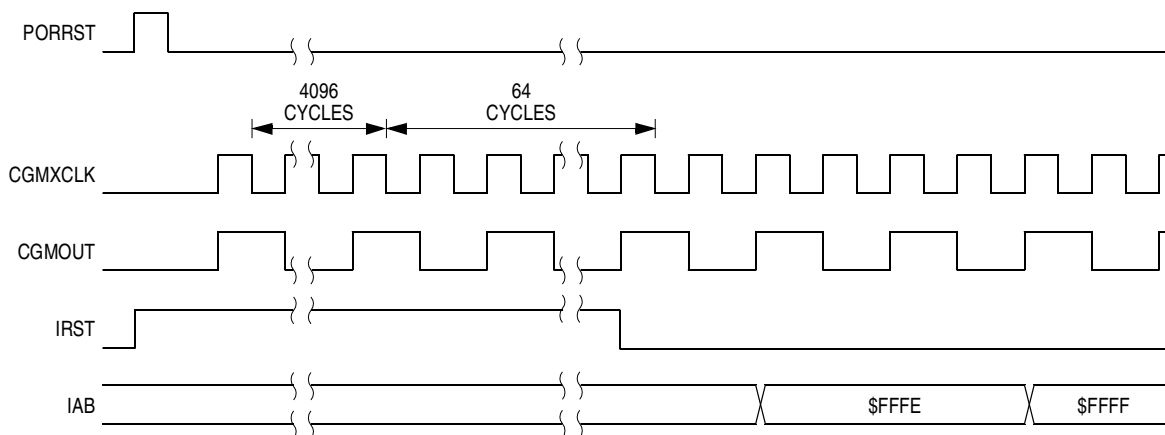 PORRST
4096
CYCLES
64
CYCLES
CGMXCLK
CGMOUT
IRST
IAB
$FFFE
$FFFF